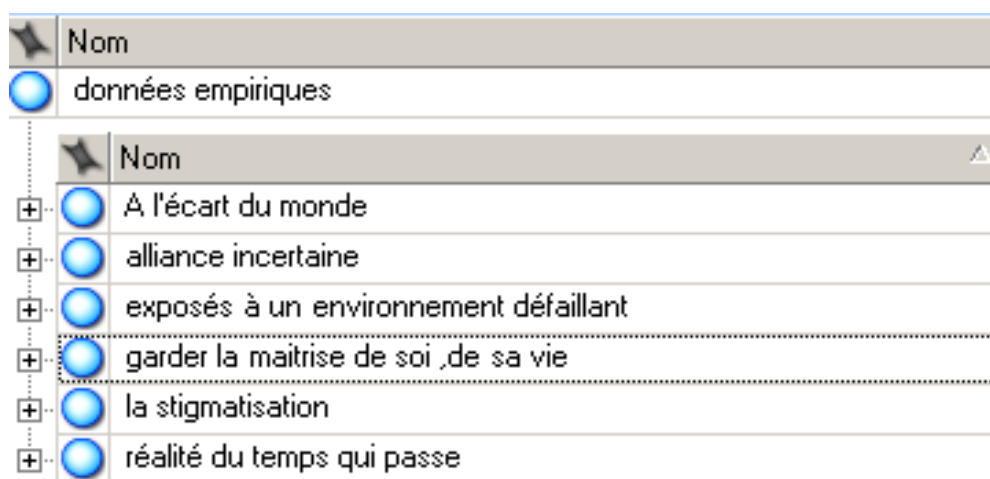 Nom
données empiriques
Nom
A l'écart du monde
alliance incertaine
exposés à un environnement défaillant
garder la maitrise de soi ,de sa vie
la stigmatisation
réalité du temps qui passe